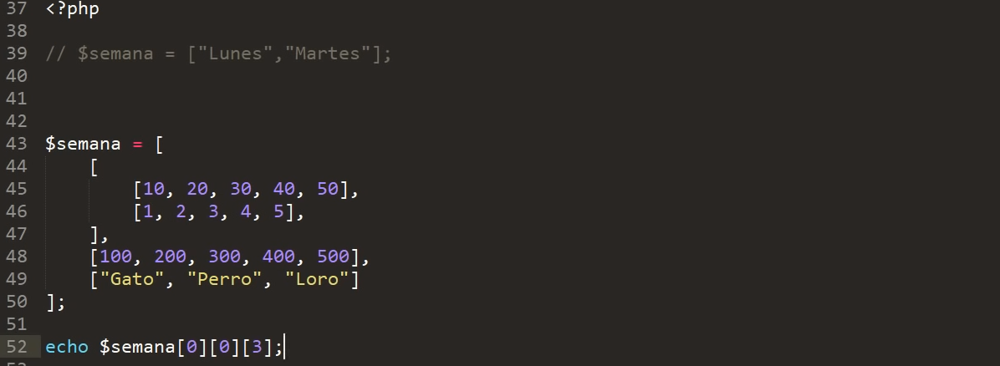 37 <?php
38
39 // $semana = ["Lunes","Martes"];
40
41
42
43 $semana = [
44     [
45         [10, 20, 30, 40, 50],
46         [1, 2, 3, 4, 5],
47     ],
48     [100, 200, 300, 400, 500],
49     ["Gato", "Perro", "Loro"]
50 ];
51
52 echo $semana[0][0][3];